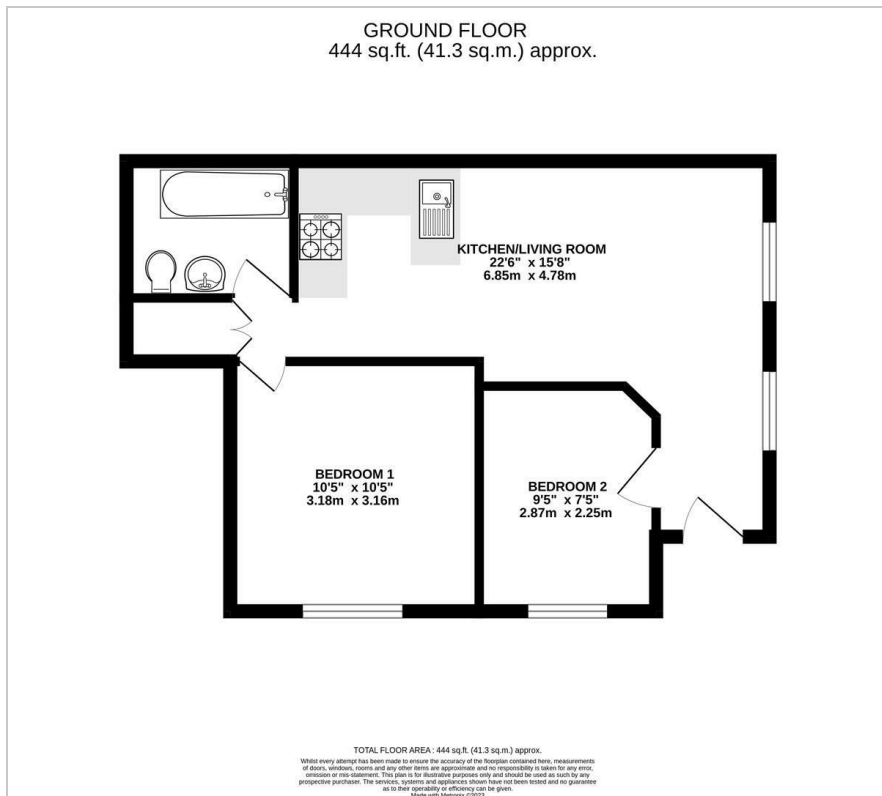 GROUND FLOOR
444 sq.ft. (41.3 sq.m.) approx.
KITCHEN/LIVING ROOM
22'6" x 15'8"
6.85m x 4.78m
BEDROOM 1
10'5" x 10'5"
3.18m x 3.16m
BEDROOM 2
9'5" x 7'5"
2.87m x 2.25m
TOTAL FLOOR AREA : 444 sq.ft. (41.3 sq.m.) approx.
Whilst every attempt has been made to ensure the accuracy of the floorplan contained here, measurements
of doors, windows, rooms and any other items are approximate and no responsibility is taken for any error,
omission or mis-statement. This plan is for illustrative purposes only and should be used as such by any
prospective purchaser. The services, systems and appliances shown have not been tested and no guarantee
as to their operability or efficiency can be given.
Made with Metropix ©2023